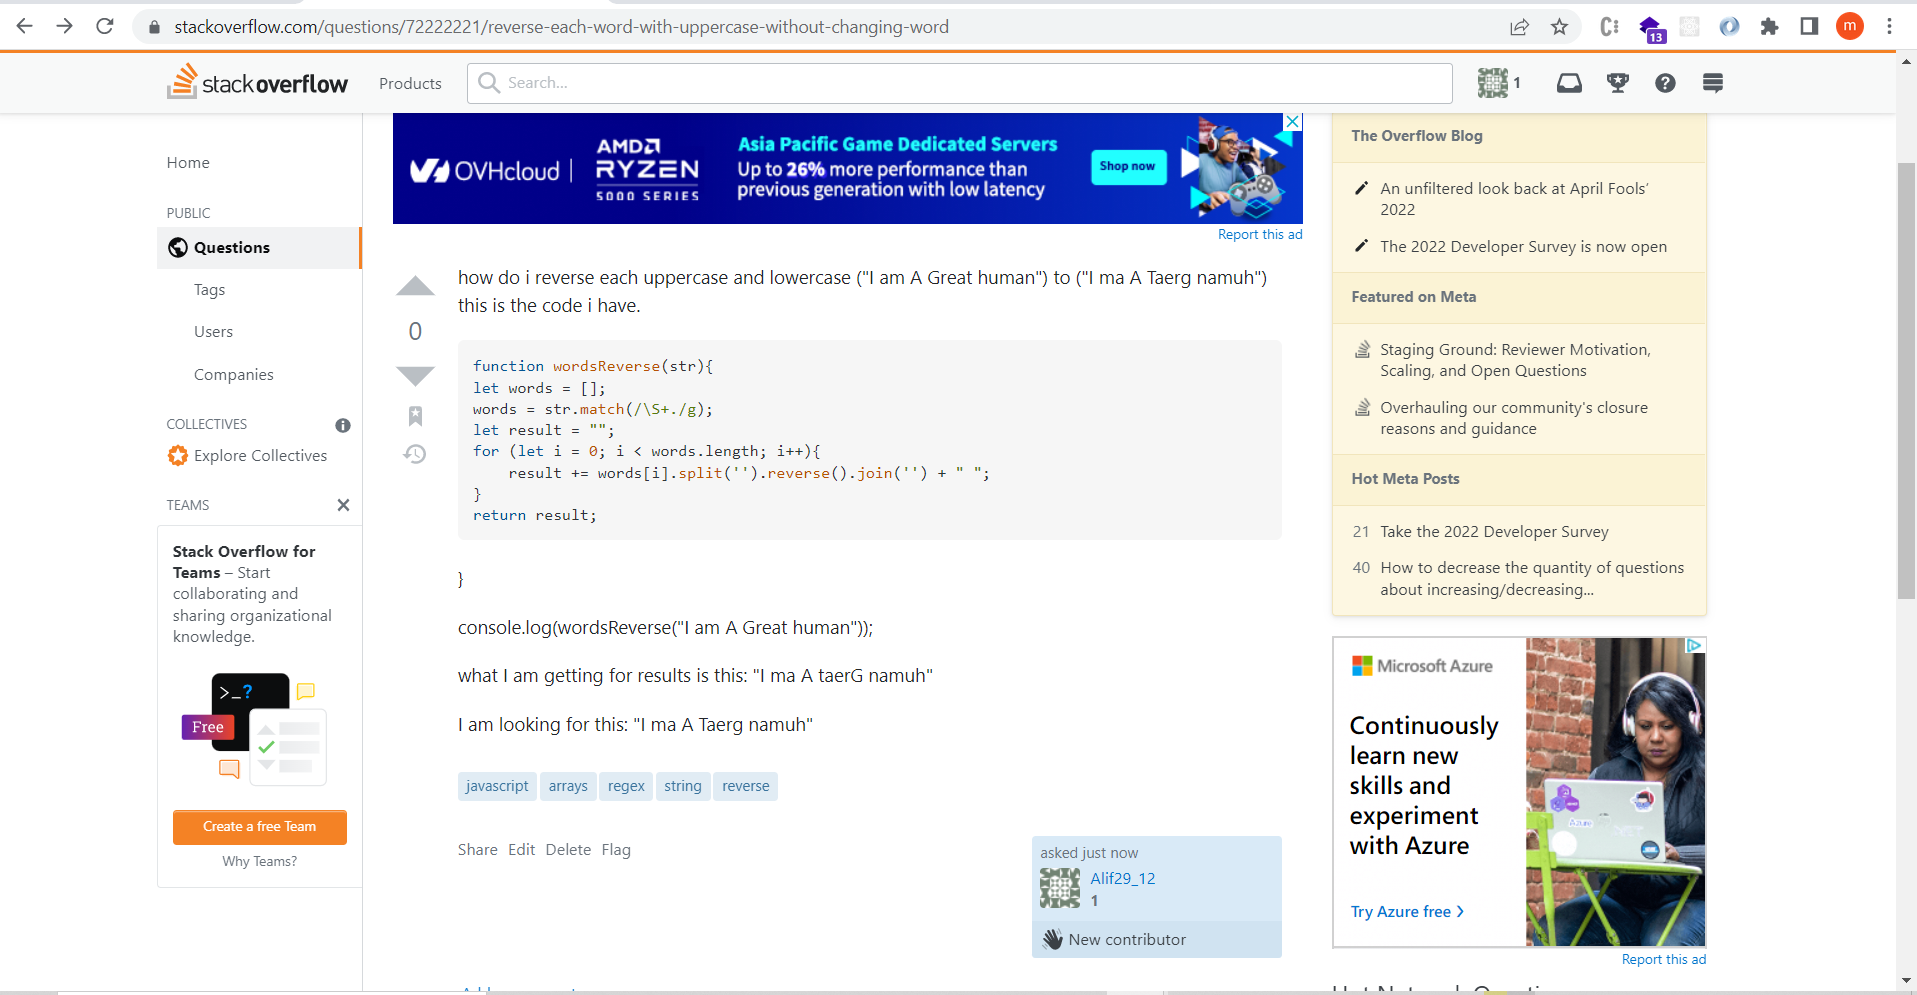 stackoverflow.com/questions/72222221/reverse-each-word-with-uppercase-without-changing-word
13
m
stackoverflow
Products
Search...
1
Home
PUBLIC
Questions
Tags
Users
Companies
COLLECTIVES
Explore Collectives
TEAMS
Stack Overflow for
Teams – Start
collaborating and
sharing organizational
knowledge.
>_?
Free
Create a free Team
Why Teams?
OVHcloud
AMD
RYZEN
5000 SERIES
Asia Pacific Game Dedicated Servers
Up to 26% more performance than
previous generation with low latency
Shop now
Report this ad
how do i reverse each uppercase and lowercase ("I am A Great human") to ("I ma A Taerg namuh")
this is the code i have.
0
function wordsReverse(str){
let words = [];
words = str.match(/\S+./g);
let result = "";
for (let i = 0; i < words.length; i++){
result += words[i].split('').reverse().join('') + " ";
}
return result;
}
console.log(wordsReverse("I am A Great human"));
what I am getting for results is this: "I ma A taerG namuh"
I am looking for this: "I ma A Taerg namuh"
javascript arrays regex string reverse
Share Edit Delete Flag
asked just now
Alif29_12
1
New contributor
The Overflow Blog
An unfiltered look back at April Fools'
2022
The 2022 Developer Survey is now open
Featured on Meta
Staging Ground: Reviewer Motivation,
Scaling, and Open Questions
Overhauling our community's closure
reasons and guidance
Hot Meta Posts
21 Take the 2022 Developer Survey
40 How to decrease the quantity of questions
about increasing/decreasing...
Microsoft Azure
Continuously
learn new
skills and
experiment
with Azure
Try Azure free
Azure
Report this ad